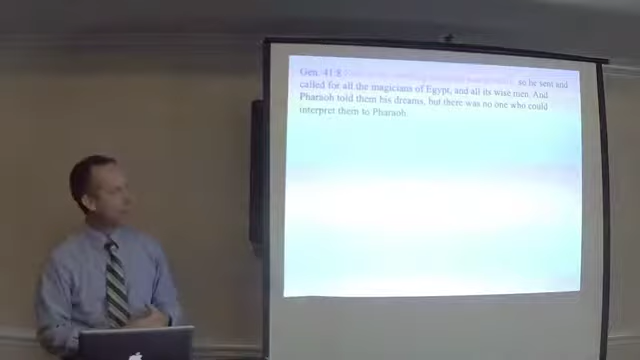 Gen. 41:8 so he sent and
called for all the magicians of Egypt, and all its wise men. And
Pharaoh told them his dreams, but there was no one who could
interpret them to Pharaoh.